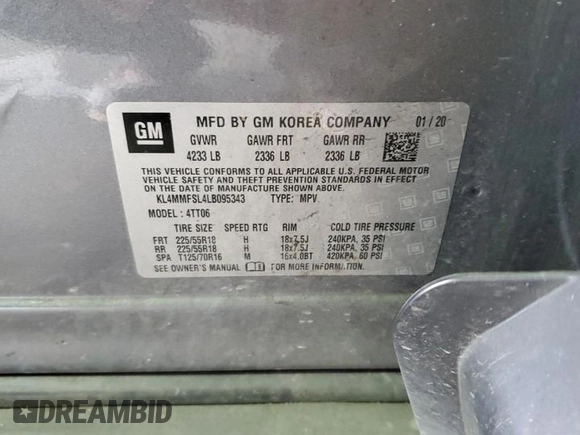 GM
MFD BY GM KOREA COMPANY 01/20
GVWR GAWR FRT GAWR RR
4233 LB 2336 LB 2336 LB
THIS VEHICLE CONFORMS TO ALL APPLICABLE U.S. FEDERAL MOTOR
VEHICLE SAFETY AND THEFT PREVENTION STANDARDS IN EFFECT ON
THE DATE OF MANUFACTURE SHOWN ABOVE.
KL4MMFSL4LB095343 TYPE: MPV
MODEL: 4TT06
TIRE SIZE SPEED RTG RIM COLD TIRE PRESSURE
FRT 225/55R18 H 18x7.5J 240KPA, 35 PSI
RR 225/55R18 H 18x7.5J 240KPA, 35 PSI
SPA T125/70R16 M 16x4.0BT 420KPA, 60 PSI
SEE OWNER'S MANUAL FOR MORE INFORMATION.
DREAMBID